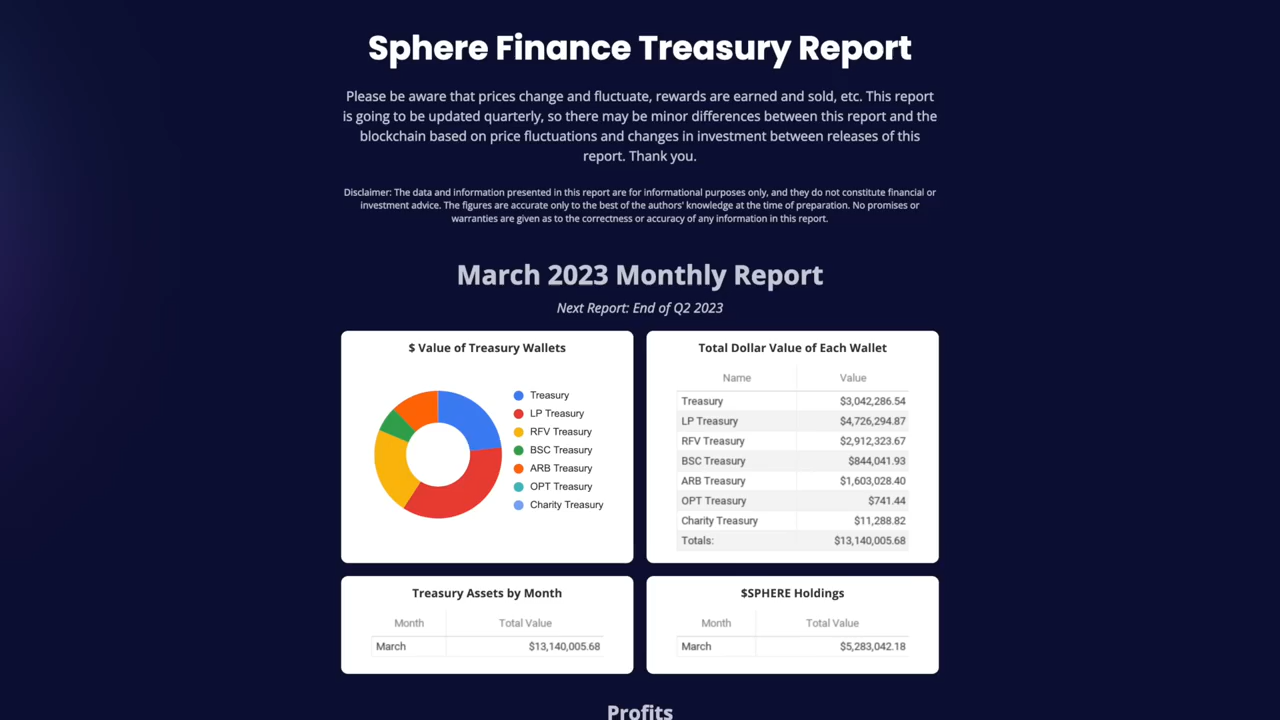 Sphere Finance Treasury Report
Please be aware that prices change and fluctuate, rewards are earned and sold, etc. This report
is going to be updated quarterly, so there may be minor differences between this report and the
blockchain based on price fluctuations and changes in investment between releases of this
report. Thank you.
Disclaimer: The data and information presented in this report are for informational purposes only, and they do not constitute financial or
investment advice. The figures are accurate only to the best of the authors' knowledge at the time of preparation. No promises or
warranties are given as to the correctness or accuracy of any information in this report.
March 2023 Monthly Report
Next Report: End of Q2 2023
$ Value of Treasury Wallets
Treasury
LP Treasury
RFV Treasury
BSC Treasury
ARB Treasury
OPT Treasury
Charity Treasury
Total Dollar Value of Each Wallet
Name Value
Treasury $3,042,286.54
LP Treasury $4,726,294.87
RFV Treasury $2,912,323.67
BSC Treasury $844,041.93
ARB Treasury $1,603,028.40
OPT Treasury $741.44
Charity Treasury $11,288.82
Totals: $13,140,005.68
Treasury Assets by Month
Month Total Value
March $13,140,005.68
$SPHERE Holdings
Month Total Value
March $5,283,042.18
Profits